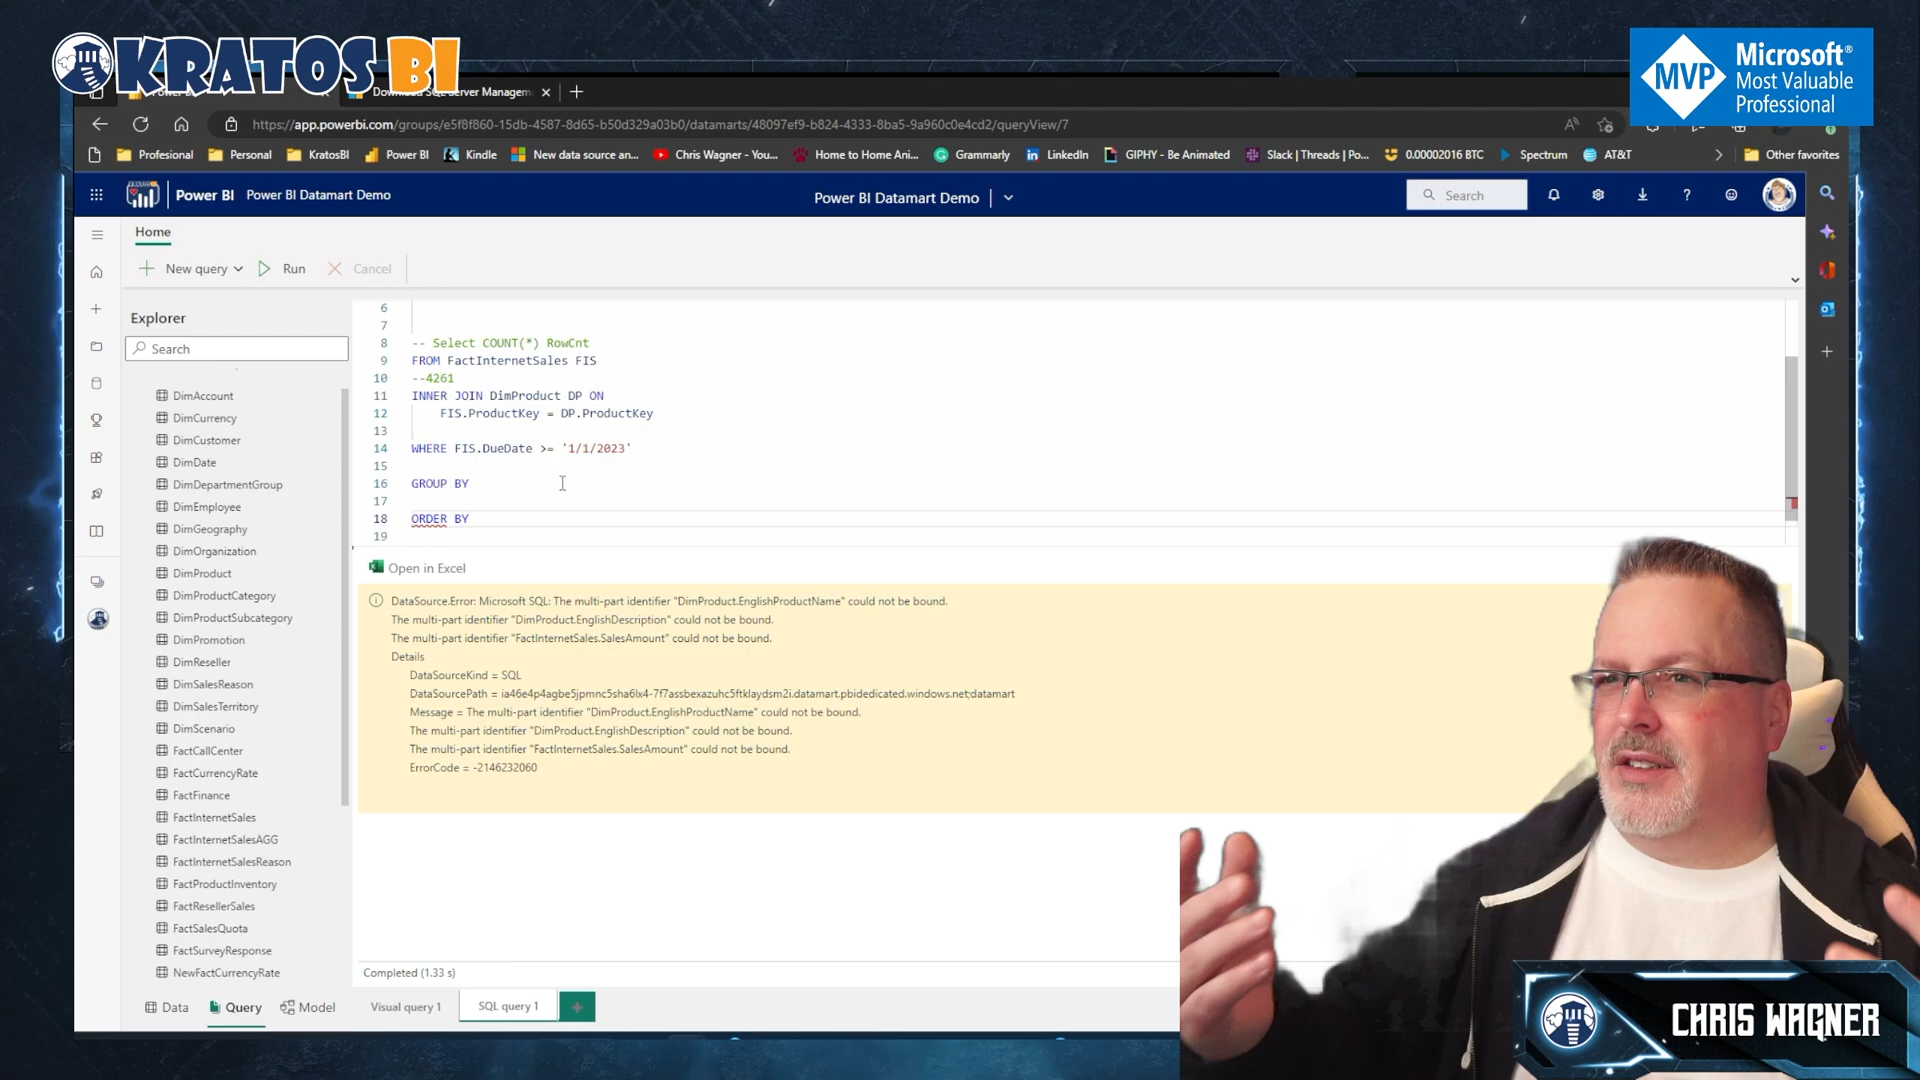 KRATOS BI
MVP
Microsoft®
Most Valuable
Professional
Download SQL Server Managem
https://app.powerbi.com/groups/e5f8f860-15db-4587-8d65-b50d329a03b0/datamarts/48097ef9-b824-4333-8ba5-9a960c0e4cd2/queryView/7
Profesional
Personal
KratosBI
Power BI
Kindle
New data source an...
Chris Wagner - You...
Home to Home Ani...
Grammarly
LinkedIn
GIPHY - Be Animated
Slack | Threads | Po...
0.00002016 BTC
Spectrum
AT&T
Other favorites
Power BI
Power BI Datamart Demo
Power BI Datamart Demo
Search
Home
New query
Run
Cancel
Explorer
Search
DimAccount
DimCurrency
DimCustomer
DimDate
DimDepartmentGroup
DimEmployee
DimGeography
DimOrganization
DimProduct
DimProductCategory
DimProductSubcategory
DimPromotion
DimReseller
DimSalesReason
DimSalesTerritory
DimScenario
FactCallCenter
FactCurrencyRate
FactFinance
FactInternetSales
FactInternetSalesAGG
FactInternetSalesReason
FactProductInventory
FactResellerSales
FactSalesQuota
FactSurveyResponse
NewFactCurrencyRate
6
7
8 -- Select COUNT(*) RowCnt
9 FROM FactInternetSales FIS
10 --4261
11 INNER JOIN DimProduct DP ON
12 FIS.ProductKey = DP.ProductKey
13
14 WHERE FIS.DueDate >= '1/1/2023'
15
16 GROUP BY
17
18 ORDER BY
19
Open in Excel
DataSource.Error: Microsoft SQL: The multi-part identifier "DimProduct.EnglishProductName" could not be bound.
The multi-part identifier "DimProduct.EnglishDescription" could not be bound.
The multi-part identifier "FactInternetSales.SalesAmount" could not be bound.
Details
DataSourceKind = SQL
DataSourcePath = ia46e4p4agbe5jpmnc5sha6lx4-7f7assbexazuhc5ftklaydsm2i.datamart.pbidedicated.windows.net;datamart
Message = The multi-part identifier "DimProduct.EnglishProductName" could not be bound.
The multi-part identifier "DimProduct.EnglishDescription" could not be bound.
The multi-part identifier "FactInternetSales.SalesAmount" could not be bound.
ErrorCode = -2146232060
Completed (1.33 s)
Data
Query
Model
Visual query 1
SQL query 1
CHRIS WAGNER